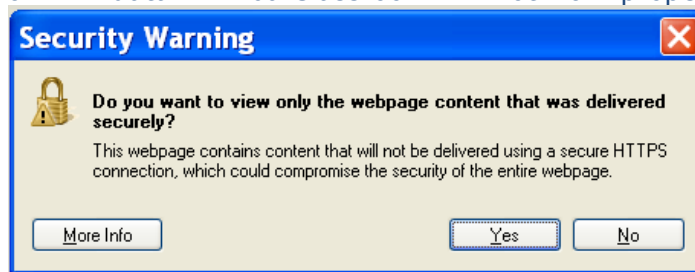 Security Warning
Do you want to view only the webpage content that was delivered
securely?
This webpage contains content that will not be delivered using a secure HTTPS
connection, which could compromise the security of the entire webpage.
More Info
Yes
No